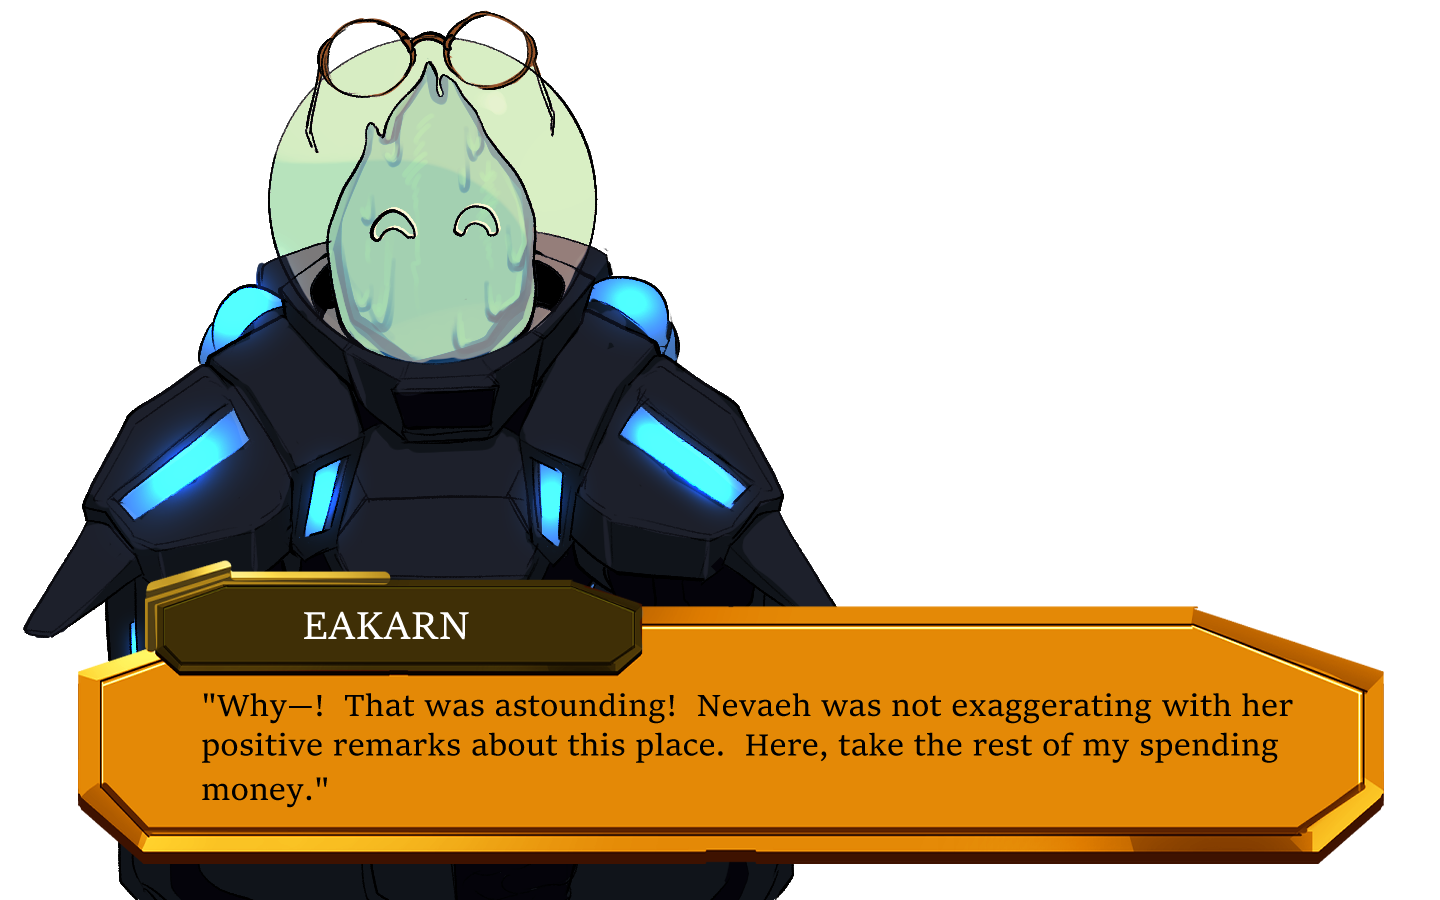 EAKARN
"Why—!  That was astounding!  Nevaeh was not exaggerating with her
positive remarks about this place.  Here, take the rest of my spending
money."